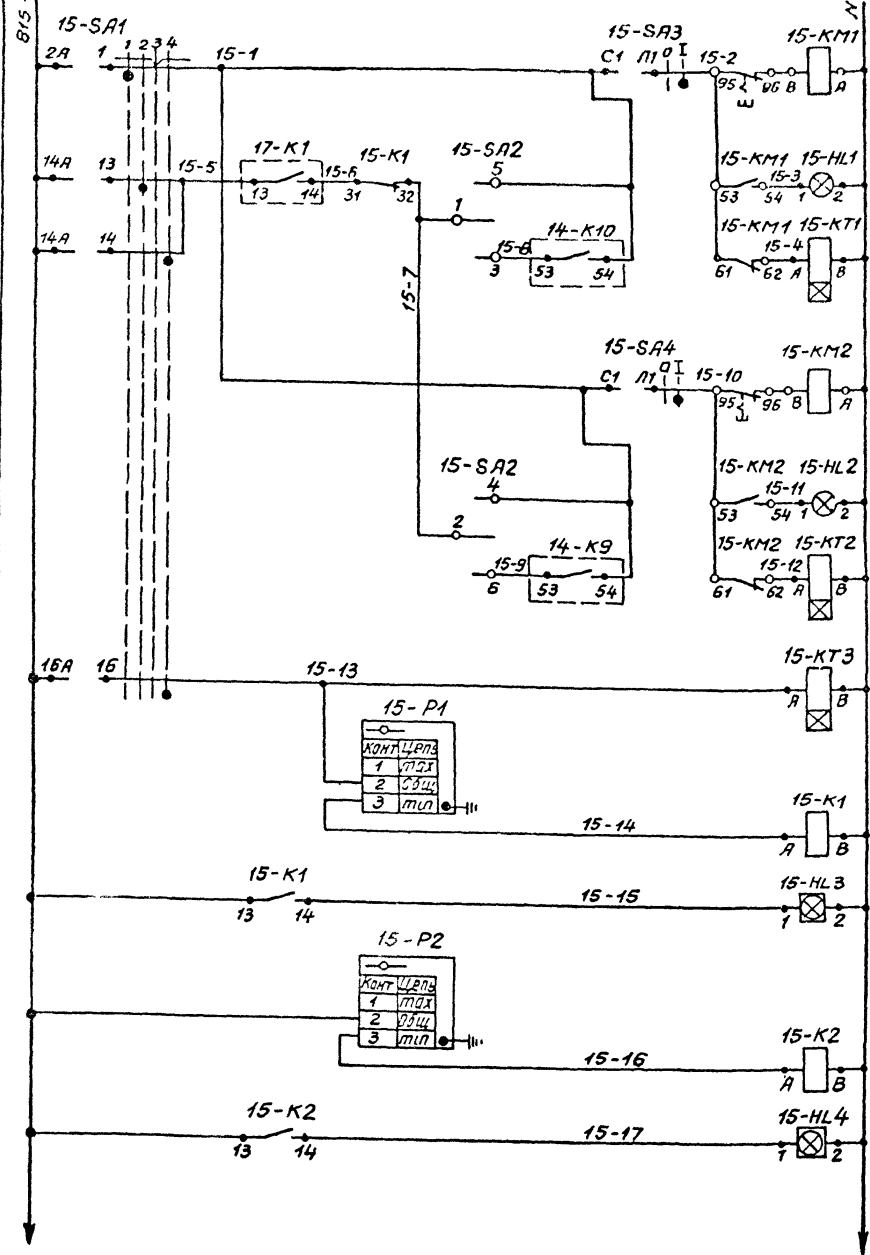 B15-
N
15-SA1
1 2 3 4
2A 1
15-1
15-SA3
0 I
C1 Л1
15-2
95 96 B
15-KM1
A
14A 13
15-5
17-K1
13 14
15-6
15-K1
31 32
15-SA2
5
1
15-KM1 15-HL1
15-3
53 54 1 2
14A 14
14-K10
15-8
3 53 54
15-KM1 15-KT1
15-4
61 62 A B
15-7
15-SA4
0 I
C1 Л1
15-10
95 96 B
15-KM2
A
15-SA2
4
2
15-KM2 15-HL2
15-11
53 54 1 2
14-K9
15-9
6 53 54
15-KM2 15-KT2
15-12
61 62 A B
16A 16
15-13
15-KT3
A B
15-P1
Конт Цепь
1 max
2 Общ
3 min
15-14
15-K1
A B
15-K1
13 14
15-15
15-HL3
1 2
15-P2
Конт Цепь
1 max
2 Общ
3 min
15-16
15-K2
A B
15-K2
13 14
15-17
15-HL4
1 2